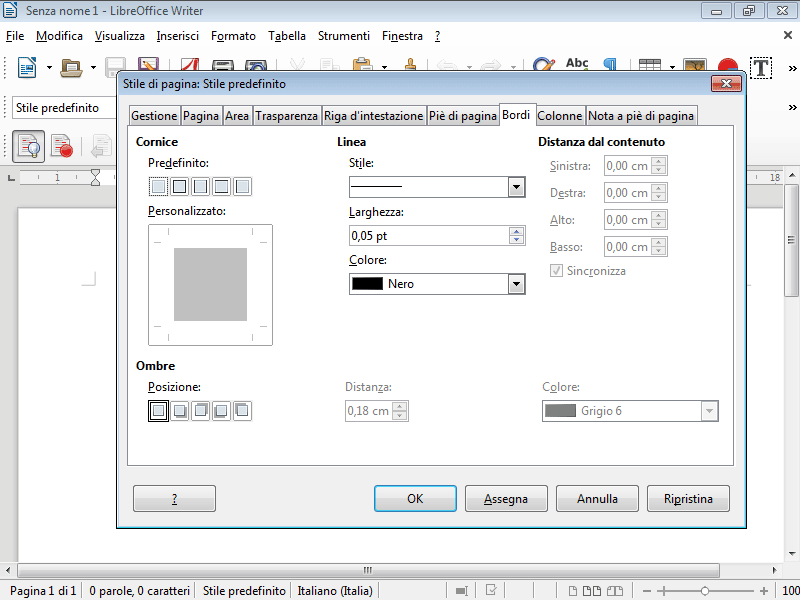 Senza nome 1 - LibreOffice Writer
File Modifica Visualizza Inserisci Formato Tabella Strumenti Finestra ?
Abc
T
Stile di pagina: Stile predefinito
Stile predefinito
Gestione Pagina Area Trasparenza Riga d'intestazione Piè di pagina Bordi Colonne Nota a piè di pagina
Cornice Linea Distanza dal contenuto
Predefinito: Stile: Sinistra: 0,00 cm
1 18
Destra: 0,00 cm
Personalizzato: Larghezza: Alto: 0,00 cm
0,05 pt
Basso: 0,00 cm
Colore: Sincronizza
Nero
Ombre
Posizione: Distanza: Colore:
0,18 cm Grigio 6
? OK Assegna Annulla Ripristina
Pagina 1 di 1 0 parole, 0 caratteri Stile predefinito Italiano (Italia) 100